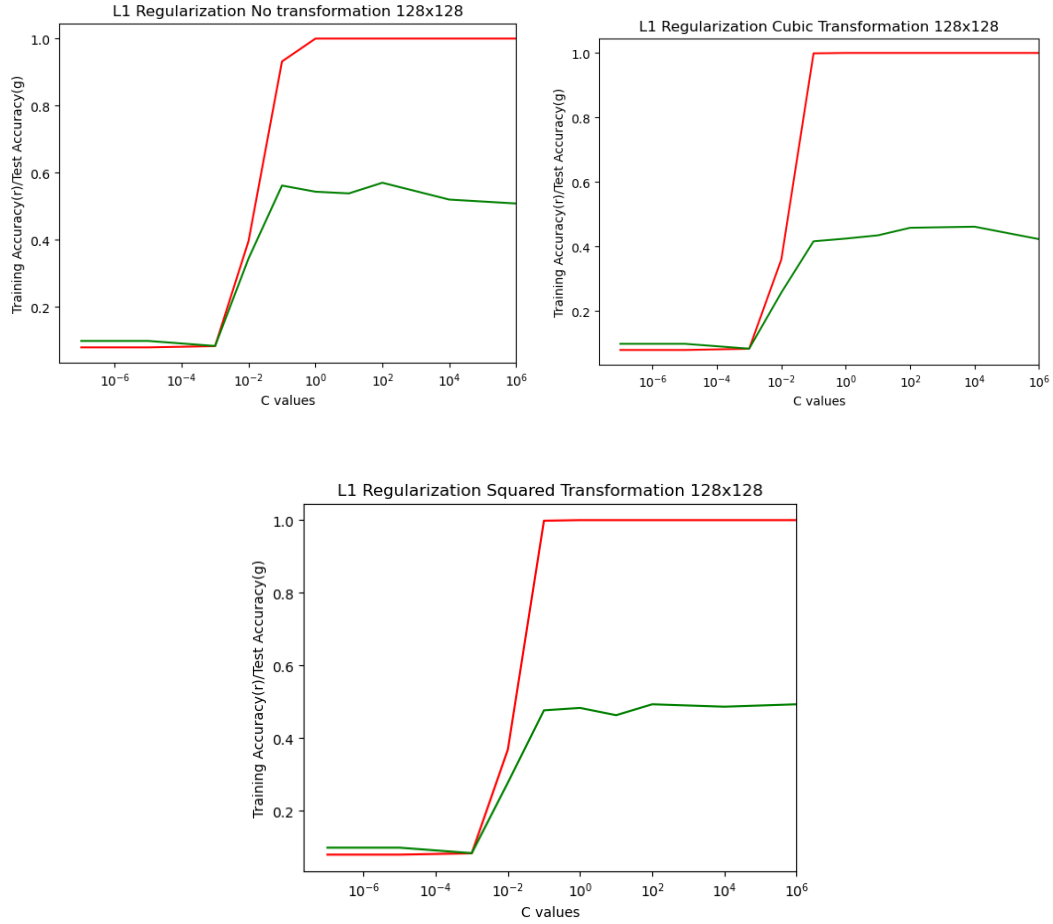 L1 Regularization No transformation 128x128
Training Accuracy(r)/Test Accuracy(g)
1.0
0.8
0.6
0.4
0.2
10⁻⁶ 10⁻⁴ 10⁻² 10⁰ 10² 10⁴ 10⁶
C values
L1 Regularization Cubic Transformation 128x128
Training Accuracy(r)/Test Accuracy(g)
1.0
0.8
0.6
0.4
0.2
10⁻⁶ 10⁻⁴ 10⁻² 10⁰ 10² 10⁴ 10⁶
C values
L1 Regularization Squared Transformation 128x128
Training Accuracy(r)/Test Accuracy(g)
1.0
0.8
0.6
0.4
0.2
10⁻⁶ 10⁻⁴ 10⁻² 10⁰ 10² 10⁴ 10⁶
C values